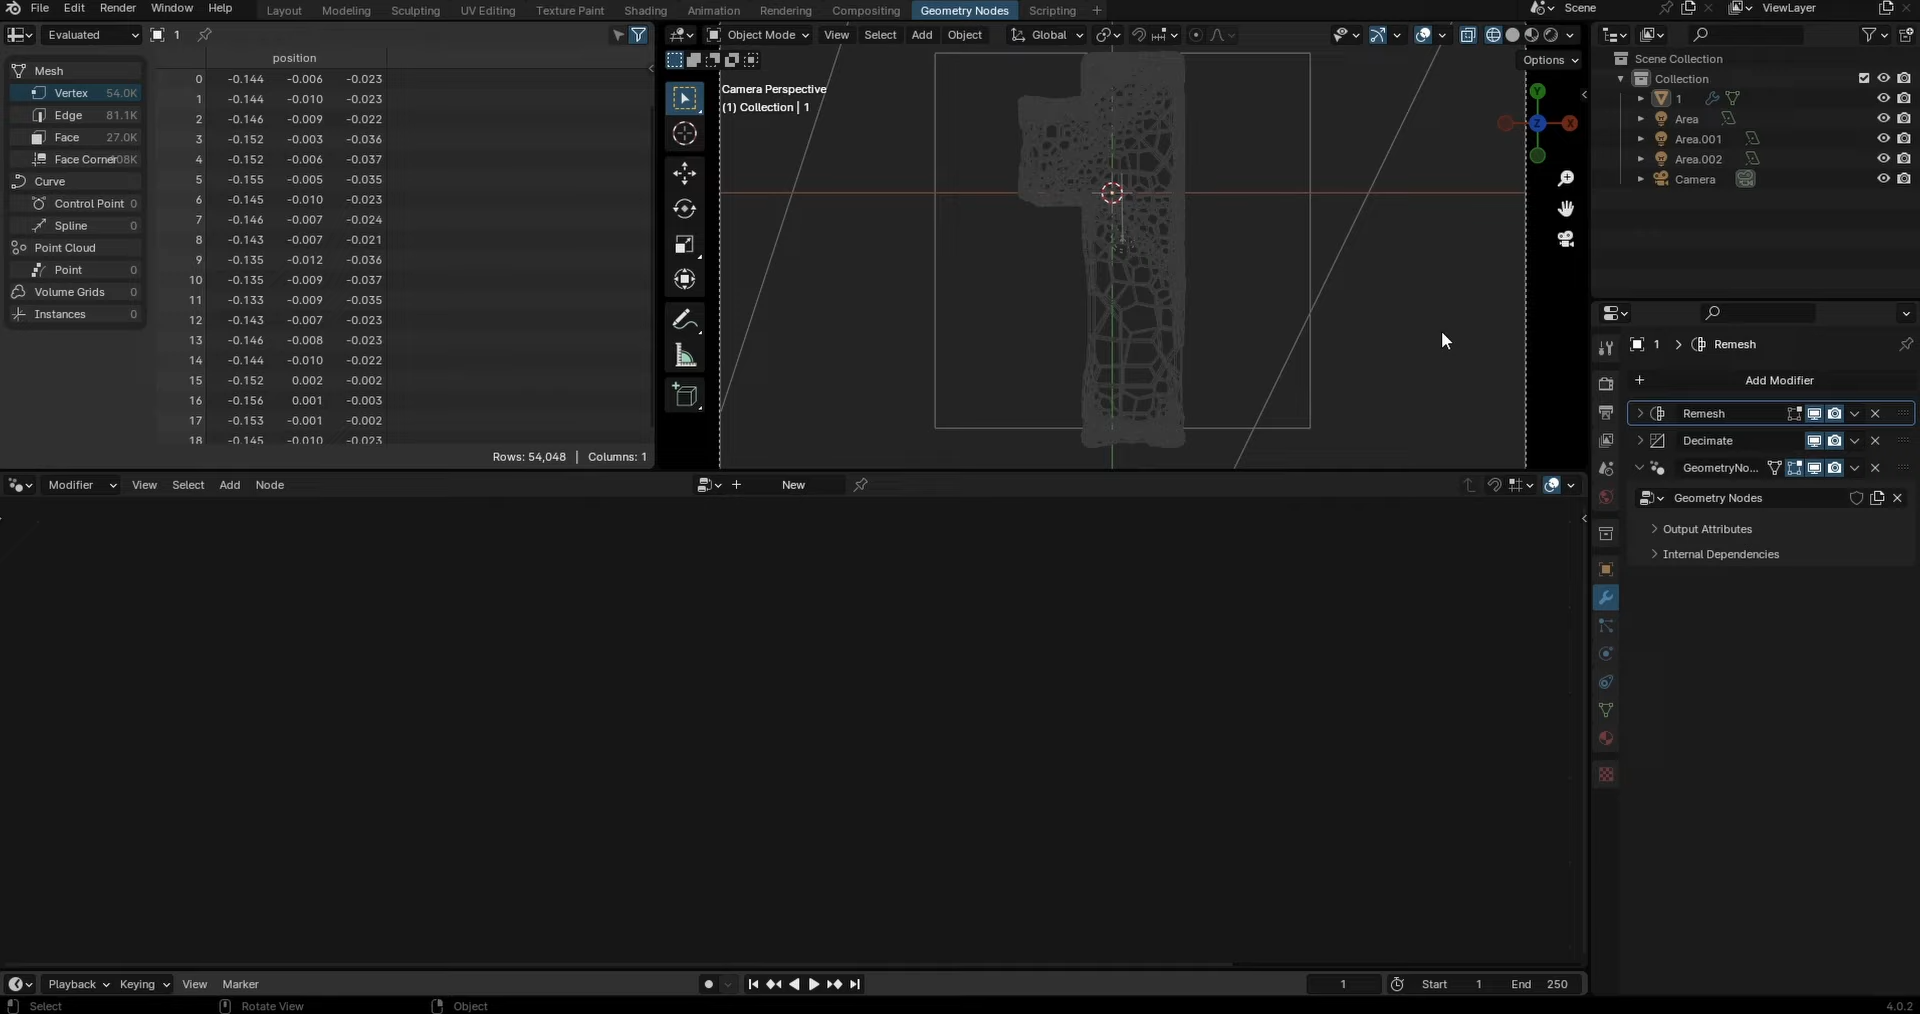 File Edit Render Window Help
Layout Modeling Sculpting UV Editing Texture Paint Shading Animation Rendering Compositing Geometry Nodes Scripting +
Scene ViewLayer
Evaluated 1
position
Mesh
Vertex 54.0K
Edge 81.1K
Face 27.0K
Face Corner
Curve
Control Point 0
Spline 0
Point Cloud
Point 0
Volume Grids 0
Instances 0
0 -0.144 -0.006 -0.023
1 -0.144 -0.010 -0.023
2 -0.146 -0.009 -0.022
3 -0.152 -0.003 -0.036
4 -0.152 -0.006 -0.037
5 -0.155 -0.005 -0.035
6 -0.145 -0.010 -0.023
7 -0.146 -0.007 -0.024
8 -0.143 -0.007 -0.021
9 -0.135 -0.012 -0.036
10 -0.135 -0.009 -0.037
11 -0.133 -0.009 -0.035
12 -0.143 -0.007 -0.023
13 -0.146 -0.008 -0.023
14 -0.144 -0.010 -0.022
15 -0.152 0.002 -0.002
16 -0.156 0.001 -0.003
17 -0.153 -0.001 -0.002
18 -0.145 -0.010 -0.023
Rows: 54,048 | Columns: 1
Object Mode View Select Add Object Global
Options
Camera Perspective
(1) Collection | 1
Y
Z
X
Scene Collection
Collection
1
Area
Area.001
Area.002
Camera
1 > Remesh
+ Add Modifier
Remesh
Decimate
GeometryNo...
Geometry Nodes
Output Attributes
Internal Dependencies
Modifier View Select Add Node
+ New
Playback Keying View Marker
1 Start 1 End 250
Select Rotate View Object
4.0.2